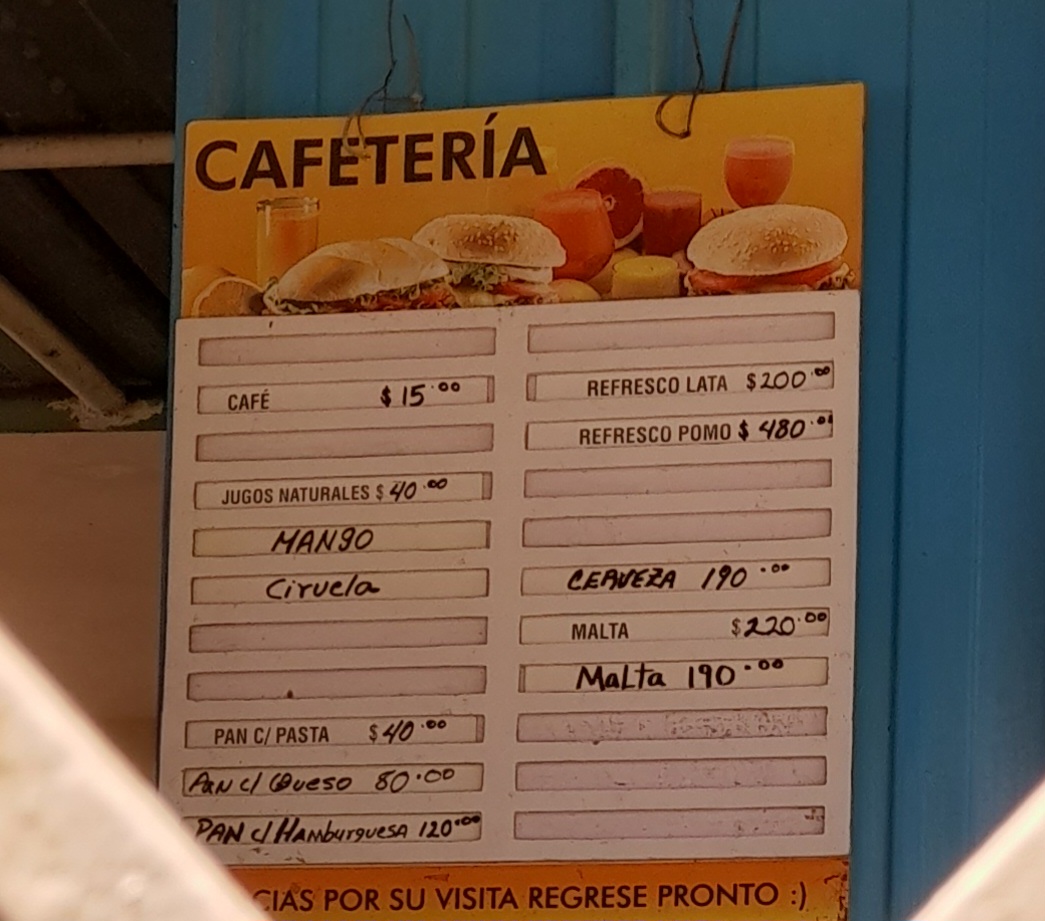 CAFETERÍA
CAFÉ $15.00
JUGOS NATURALES $40.00
MANGO
Ciruela
PAN C/ PASTA $40.00
PAN c/ Queso 80.00
PAN c/ HAMburguesA 120.00
REFRESCO LATA $200.00
REFRESCO POMO $480.00
CERVEZA 190.00
MALTA $220.00
MaLta 190.00
CIAS POR SU VISITA REGRESE PRONTO :)